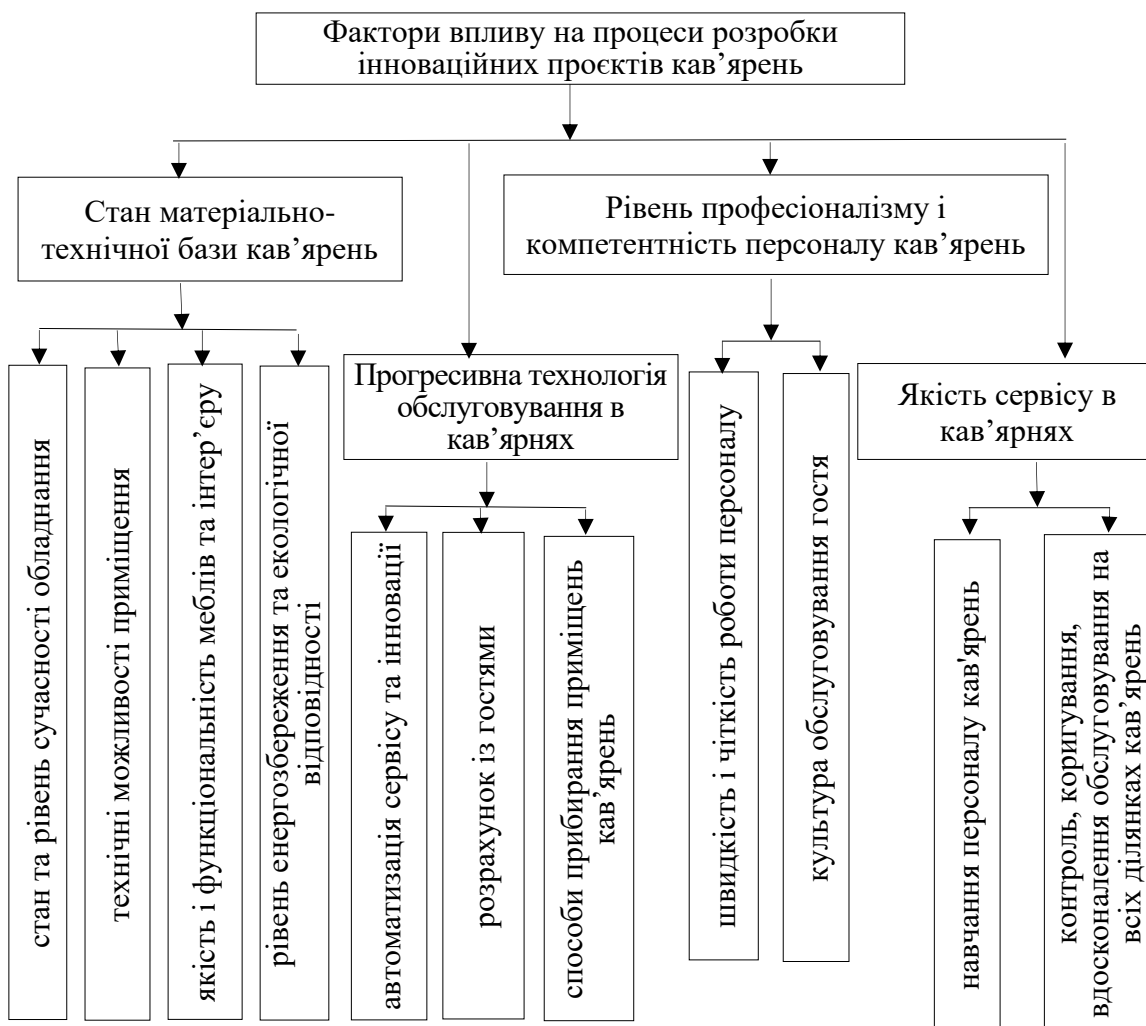 Фактори впливу на процеси розробки
інноваційних проєктів кав’ярень
Стан матеріально-
технічної бази кав’ярень
Рівень професіоналізму і
компетентність персоналу кав’ярень
Прогресивна технологія
обслуговування в
кав’ярнях
Якість сервісу в
кав’ярнях
стан та рівень сучасності обладнання
технічні можливості приміщення
якість і функціональність меблів та інтер’єру
рівень енергозбереження та екологічної
відповідності
автоматизація сервісу та інновації
розрахунок із гостями
способи прибирання приміщень
кав’ярень
швидкість і чіткість роботи персоналу
культура обслуговування гостя
навчання персоналу кав'ярень
контроль, коригування,
вдосконалення обслуговування на
всіх ділянках кав’ярень